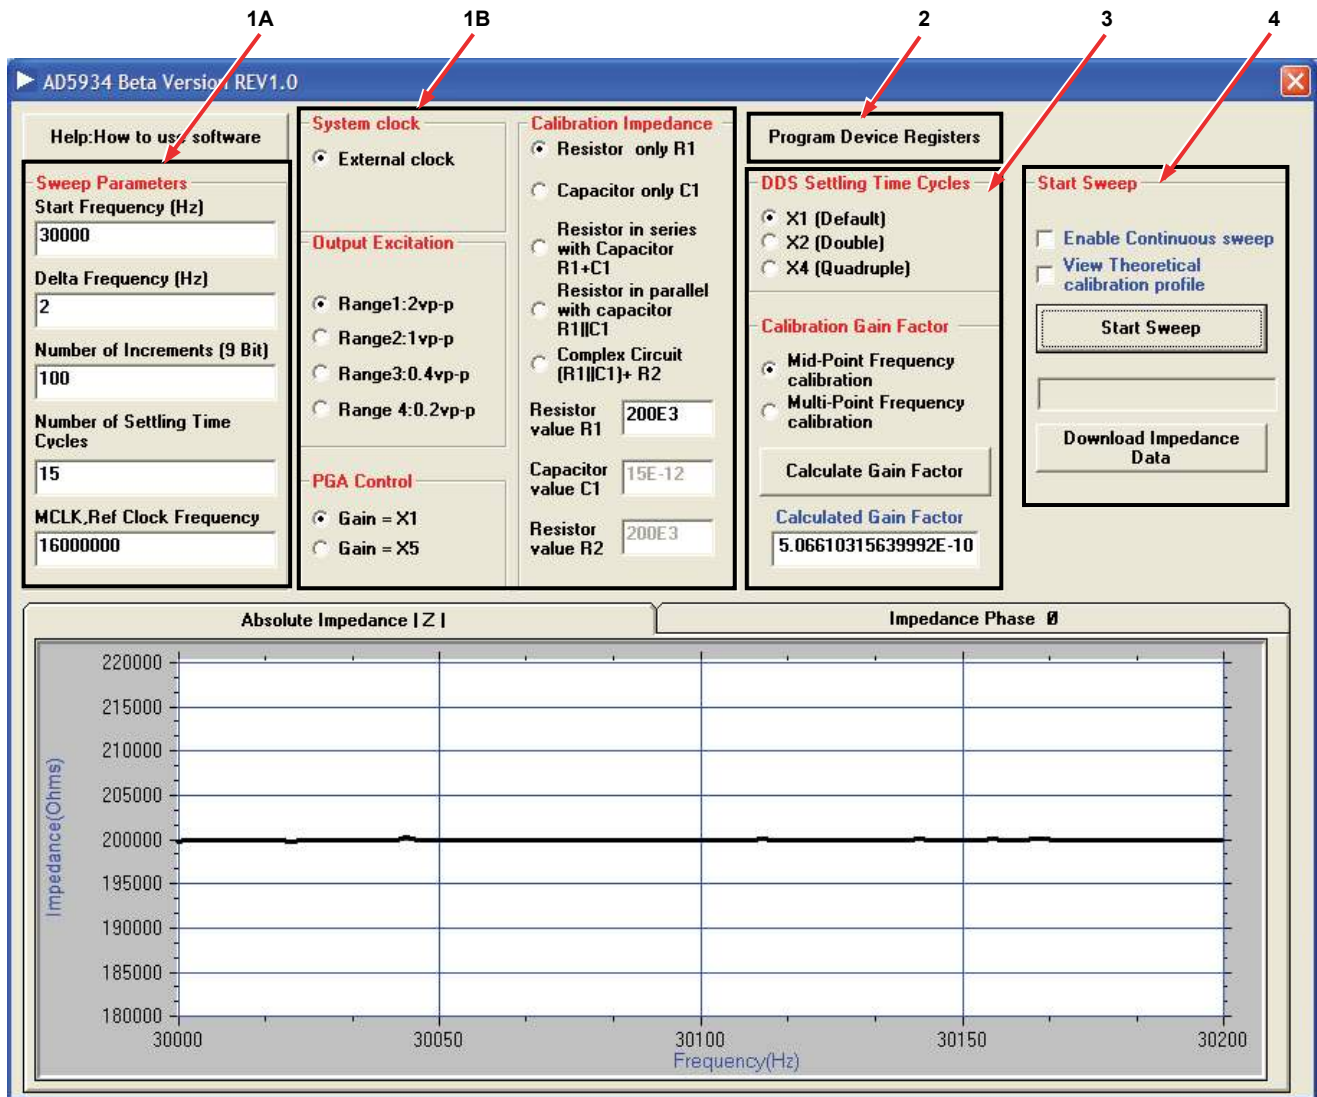 1A
1B
2
3
4
AD5934 Beta Version REV1.0
Help:How to use software
Sweep Parameters
Start Frequency (Hz)
30000
Delta Frequency (Hz)
2
Number of Increments (9 Bit)
100
Number of Settling Time
Cycles
15
MCLK,Ref Clock Frequency
16000000
System clock
External clock
Output Excitation
Range1:2vp-p
Range2:1vp-p
Range3:0.4vp-p
Range 4:0.2vp-p
PGA Control
Gain = X1
Gain = X5
Calibration Impedance
Resistor only R1
Capacitor only C1
Resistor in series
with Capacitor
R1+C1
Resistor in parallel
with capacitor
R1||C1
Complex Circuit
(R1||C1)+ R2
Resistor
value R1
200E3
Capacitor
value C1
15E-12
Resistor
value R2
200E3
Program Device Registers
DDS Settling Time Cycles
X1 (Default)
X2 (Double)
X4 (Quadruple)
Calibration Gain Factor
Mid-Point Frequency
calibration
Multi-Point Frequency
calibration
Calculate Gain Factor
Calculated Gain Factor
5.06610315639992E-10
Start Sweep
Enable Continuous sweep
View Theoretical
calibration profile
Start Sweep
Download Impedance
Data
Absolute Impedance |Z|
Impedance Phase Ø
Impedance(Ohms)
220000
215000
210000
205000
200000
195000
190000
185000
180000
30000
30050
30100
30150
30200
Frequency(Hz)